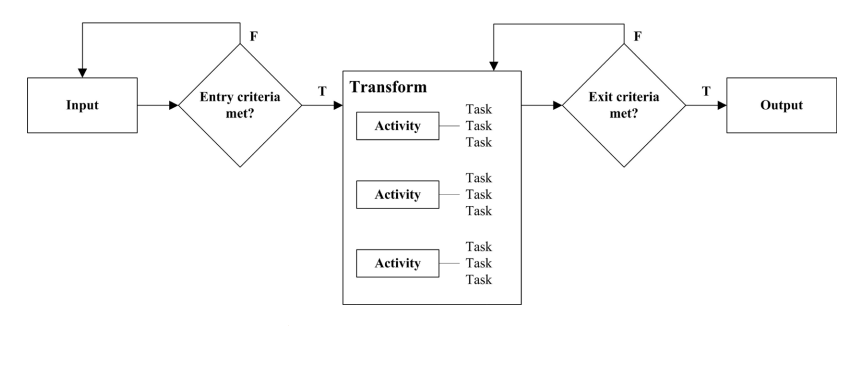 F
F
Input
Entry criteria
met?
T
Transform
Activity
Task
Task
Task
Activity
Task
Task
Task
Activity
Task
Task
Task
Exit criteria
met?
T
Output